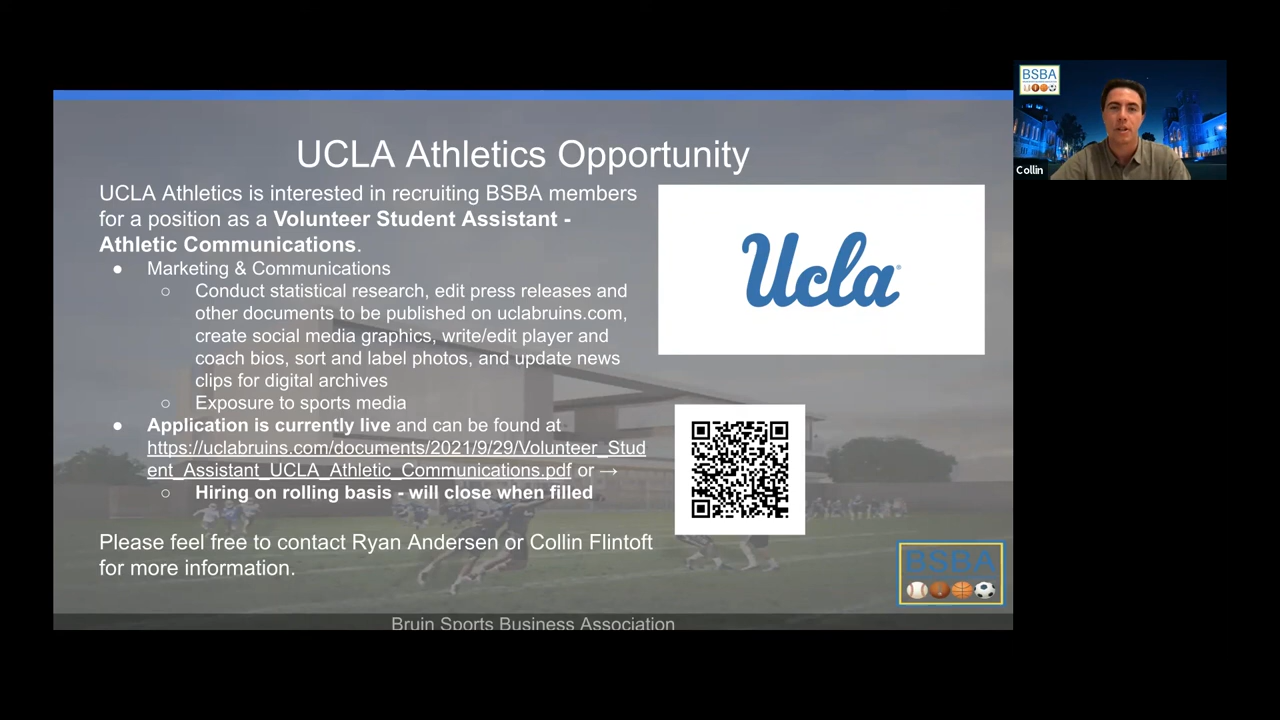 BSBA
Collin
UCLA Athletics Opportunity
UCLA Athletics is interested in recruiting BSBA members
for a position as a Volunteer Student Assistant -
Athletic Communications.
● Marketing & Communications
○ Conduct statistical research, edit press releases and
other documents to be published on uclabruins.com,
create social media graphics, write/edit player and
coach bios, sort and label photos, and update news
clips for digital archives
○ Exposure to sports media
● Application is currently live and can be found at
https://uclabruins.com/documents/2021/9/29/Volunteer_Stud
ent_Assistant_UCLA_Athletic_Communications.pdf or →
○ Hiring on rolling basis - will close when filled
Please feel free to contact Ryan Andersen or Collin Flintoft
for more information.
Ucla®
BSBA
Bruin Sports Business Association